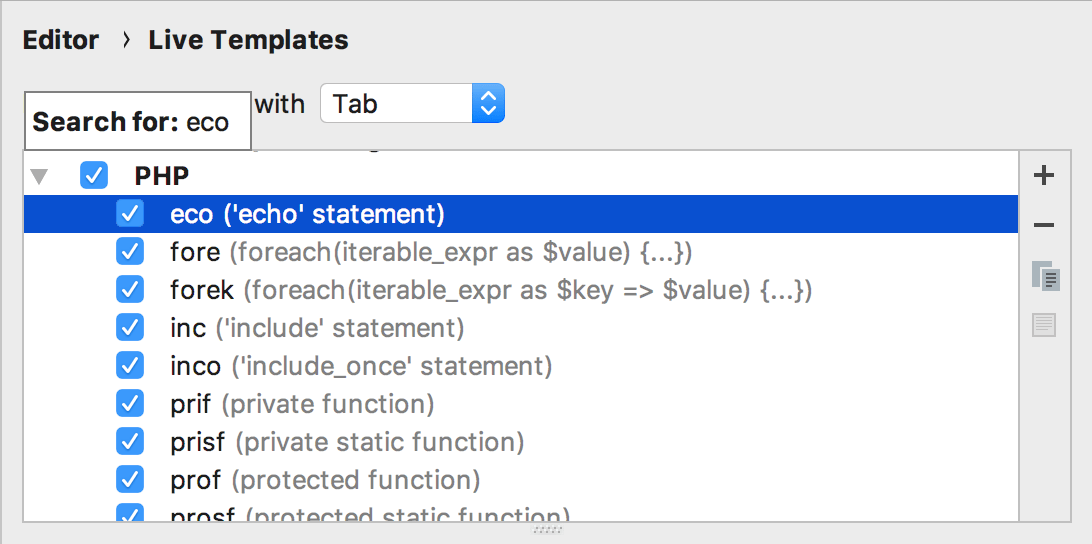 Editor › Live Templates
with Tab
Search for: eco
PHP
eco ('echo' statement)
fore (foreach(iterable_expr as $value) {...})
forek (foreach(iterable_expr as $key => $value) {...})
inc ('include' statement)
inco ('include_once' statement)
prif (private function)
prisf (private static function)
prof (protected function)
prosf (protected static function)